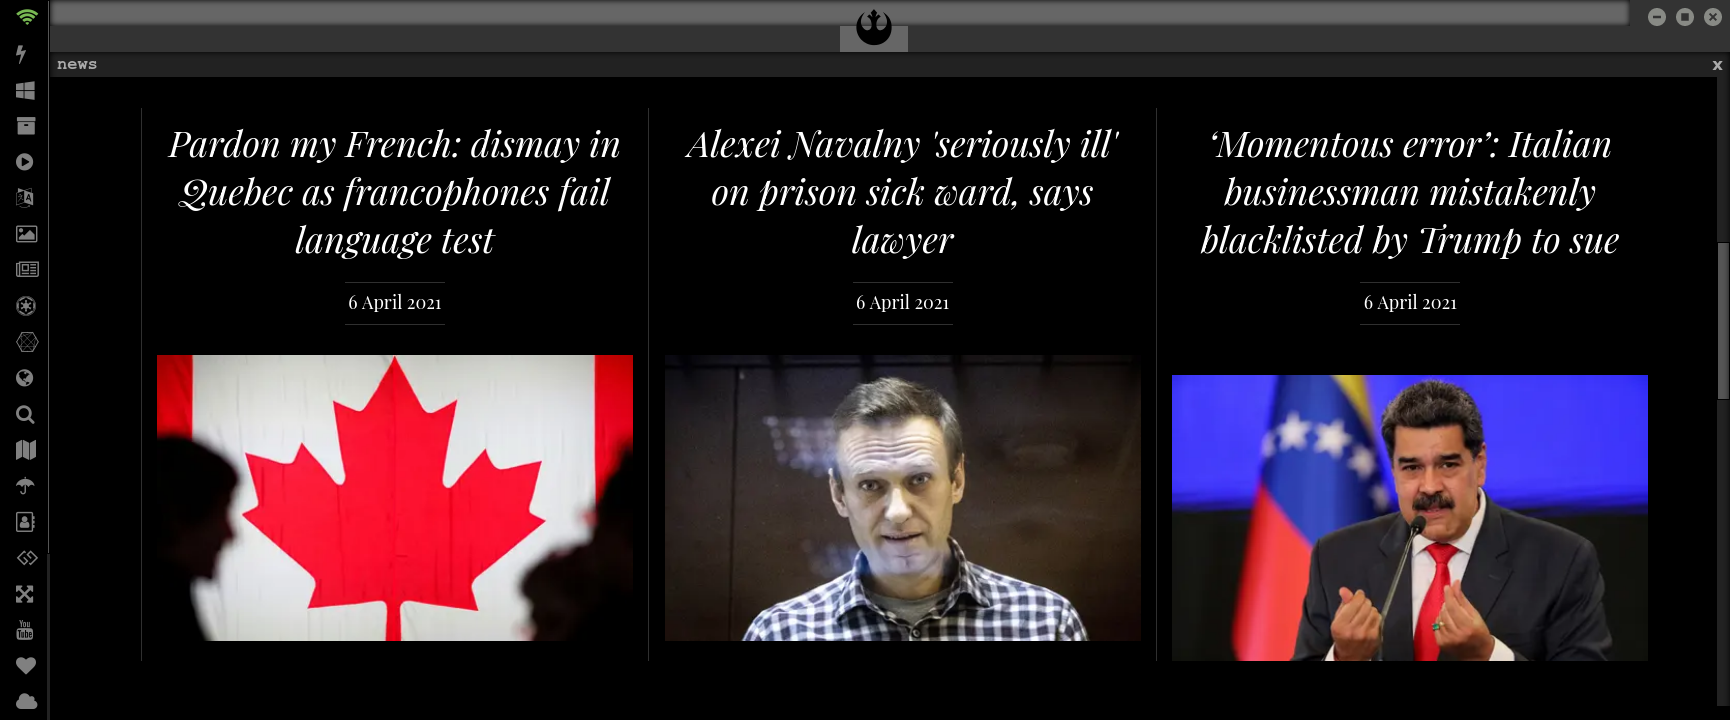 news
x
Pardon my French: dismay in
Quebec as francophones fail
language test
6 April 2021
Alexei Navalny 'seriously ill'
on prison sick ward, says
lawyer
6 April 2021
‘Momentous error’: Italian
businessman mistakenly
blacklisted by Trump to sue
6 April 2021
You
Tube